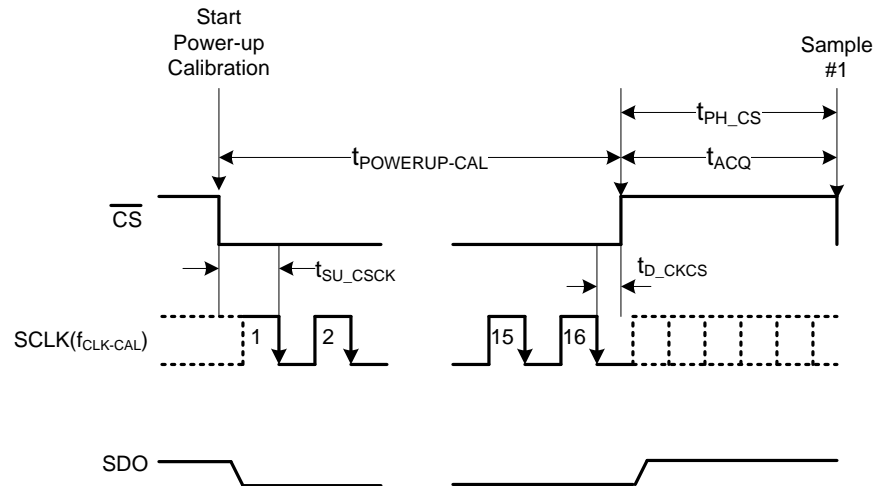 Start
Power-up
Calibration
Sample
#1
tPH_CS
tPOWERUP-CAL
tACQ
CS
tSU_CSCK
tD_CKCS
SCLK(fCLK-CAL)
1
2
15
16
SDO